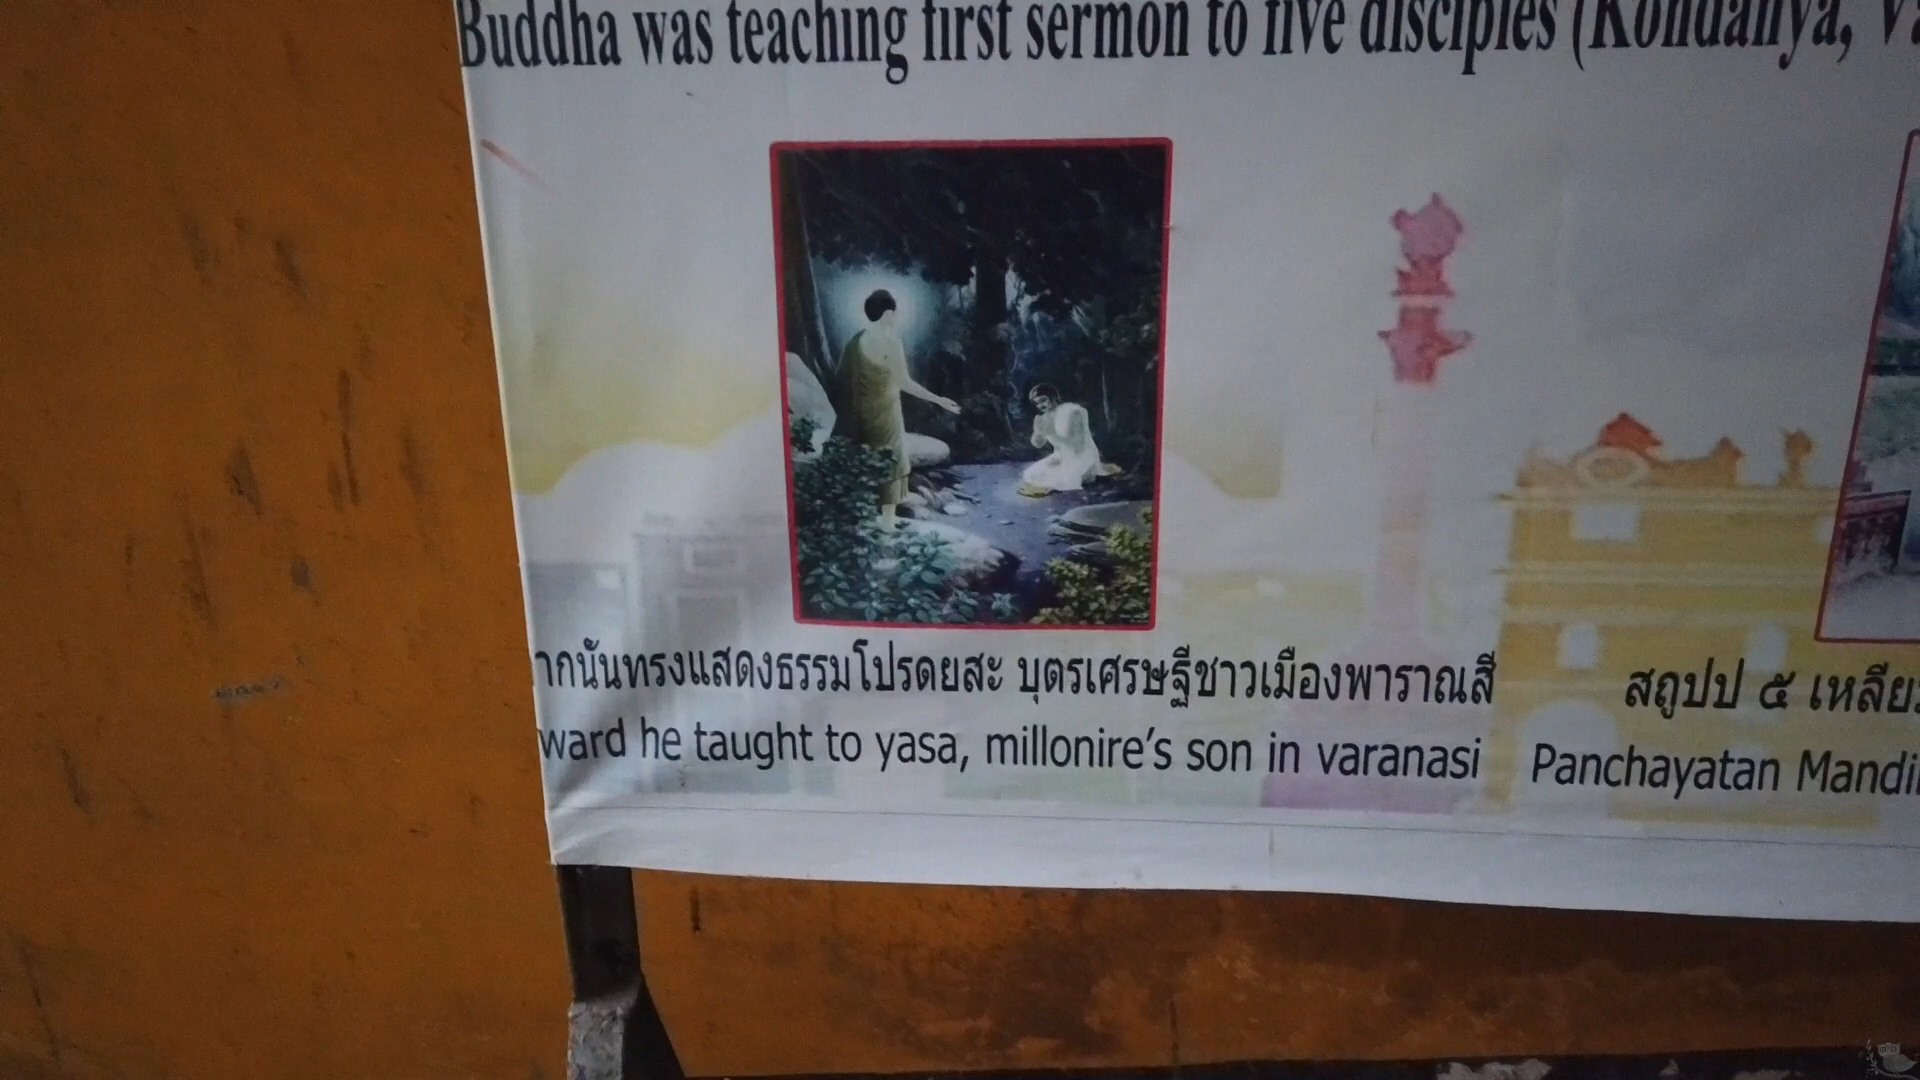 Buddha was teaching first sermon to five disciples (Kondanya,
ากนั้นทรงแสดงธรรมโปรดยสะ บุตรเศรษฐีชาวเมืองพาราณสี
ward he taught to yasa, millonire's son in varanasi
สถูปป ๕ เหลีย
Panchayatan Mandi